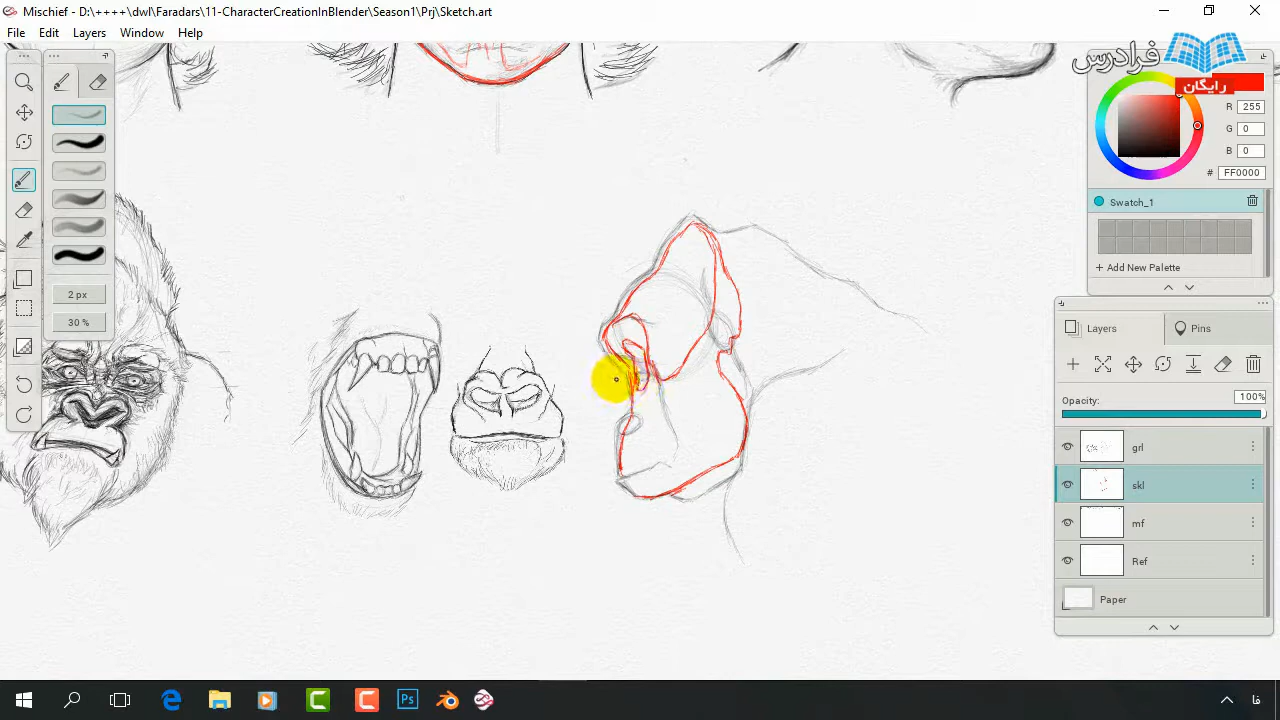 Mischief - D:\++++\dwl\Faradars\11-CharacterCreationInBlender\Season1\Prj\Sketch.art
File Edit Layers Window Help
فرادرس
رایگان
R 255
G 0
B 0
# FF0000
Swatch_1
+ Add New Palette
2 px
30 %
Layers
Pins
Opacity: 100%
grl
skl
mf
Ref
Paper
Ps
فا